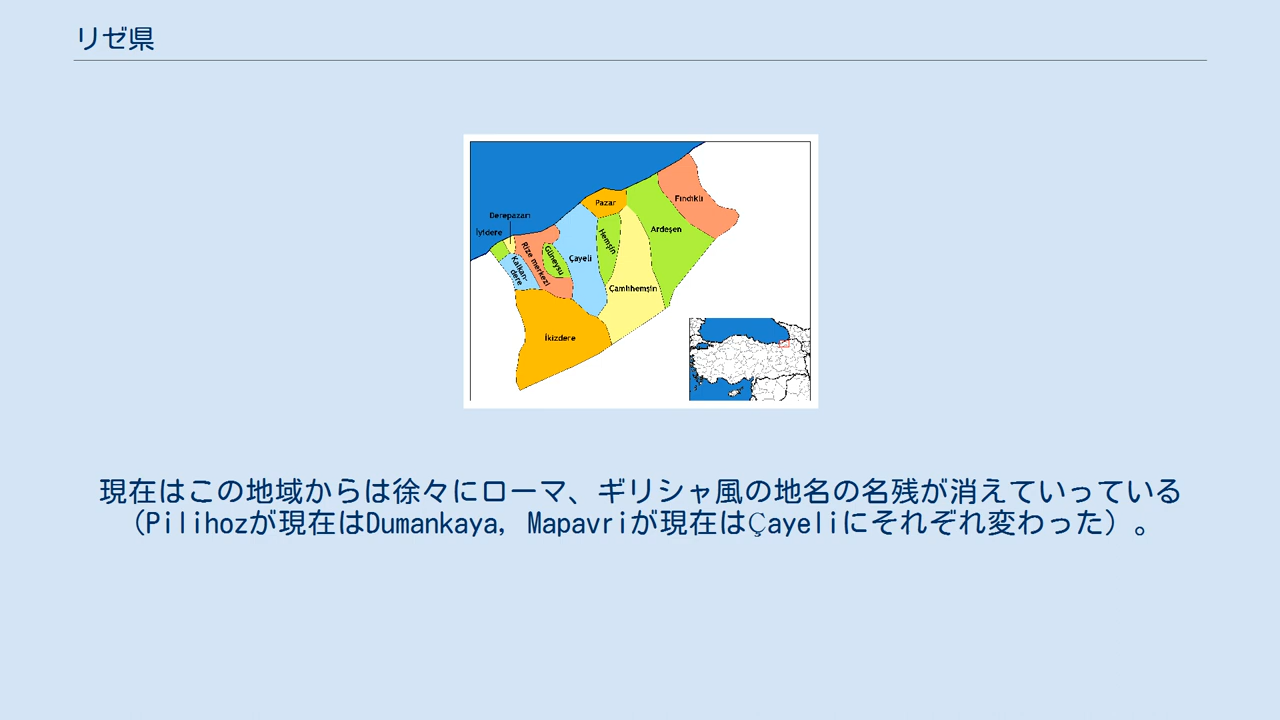 リゼ県
Fındıklı
Pazar
Derepazarı
Ardeşen
İyidere
Rize merkezi
Güneysu
Hemşin
Çayeli
Kalkan-
dere
Çamlıhemşin
İkizdere
現在はこの地域からは徐々にローマ、ギリシャ風の地名の名残が消えていっている
（Pilihozが現在はDumankaya, Mapavriが現在はÇayeliにそれぞれ変わった）。